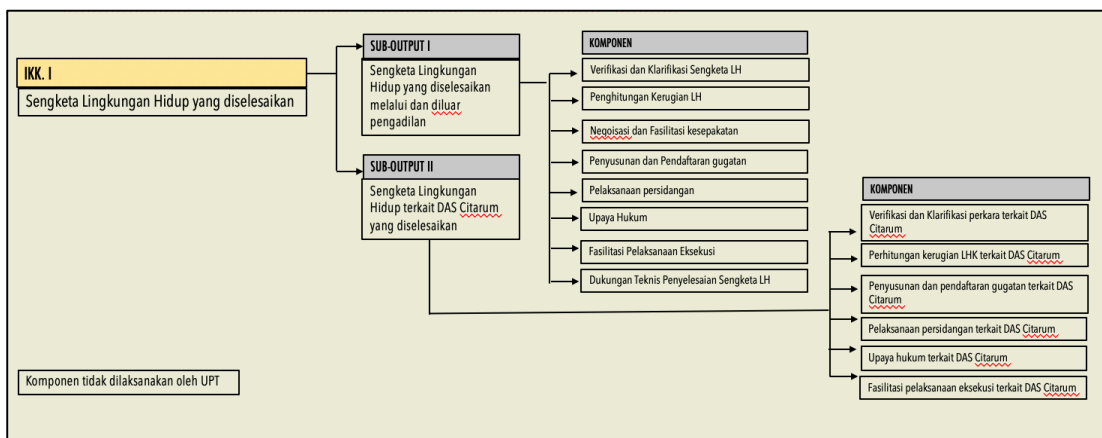 IKK. I
Sengketa Lingkungan Hidup yang diselesaikan
SUB-OUTPUT I
Sengketa Lingkungan
Hidup yang diselesaikan
melalui dan diluar
pengadilan
SUB-OUTPUT II
Sengketa Lingkungan
Hidup terkait DAS Citarum
yang diselesaikan
KOMPONEN
Verifikasi dan Klarifikasi Sengketa LH
Penghitungan Kerugian LH
Negoisasi dan Fasilitasi kesepakatan
Penyusunan dan Pendaftaran gugatan
Pelaksanaan persidangan
Upaya Hukum
Fasilitasi Pelaksanaan Eksekusi
Dukungan Teknis Penyelesaian Sengketa LH
KOMPONEN
Verifikasi dan Klarifikasi perkara terkait DAS
Citarum
Perhitungan kerugian LHK terkait DAS Citarum
Penyusunan dan pendaftaran gugatan terkait DAS
Citarum
Pelaksanaan persidangan terkait DAS Citarum
Upaya hukum terkait DAS Citarum
Fasilitasi pelaksanaan eksekusi terkait DAS Citarum
Komponen tidak dilaksanakan oleh UPT